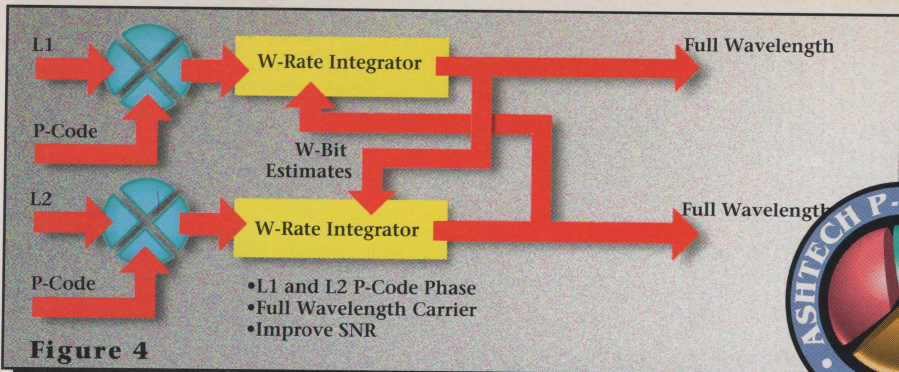 L1
W-Rate Integrator
Full Wavelength
P-Code
W-Bit
Estimates
L2
W-Rate Integrator
Full Wavelength
P-Code
•L1 and L2 P-Code Phase
•Full Wavelength Carrier
•Improve SNR
Figure 4
• ASHTECH P-